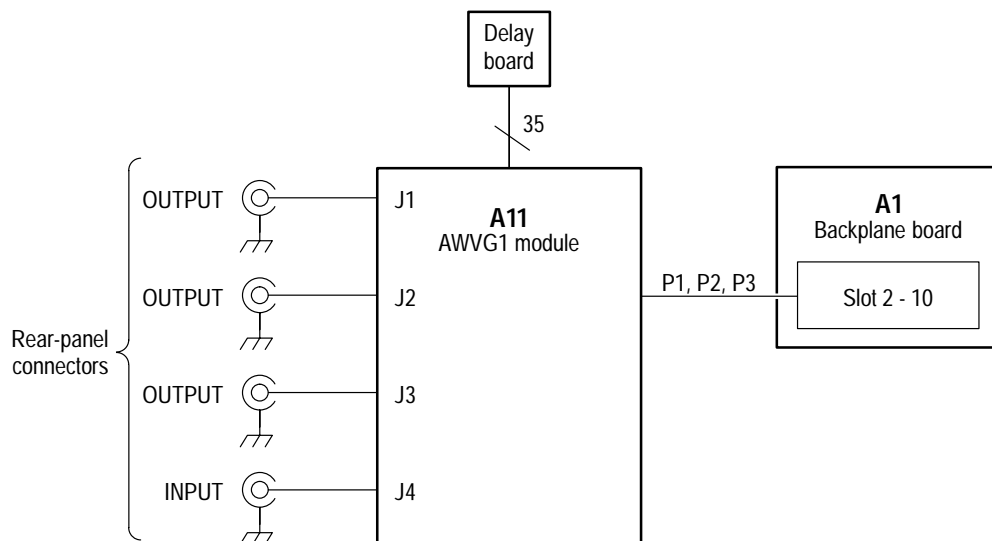 Delay
board
35
A11
AWVG1 module
A1
Backplane board
Slot 2 - 10
P1, P2, P3
Rear-panel
connectors
OUTPUT
J1
OUTPUT
J2
OUTPUT
J3
INPUT
J4